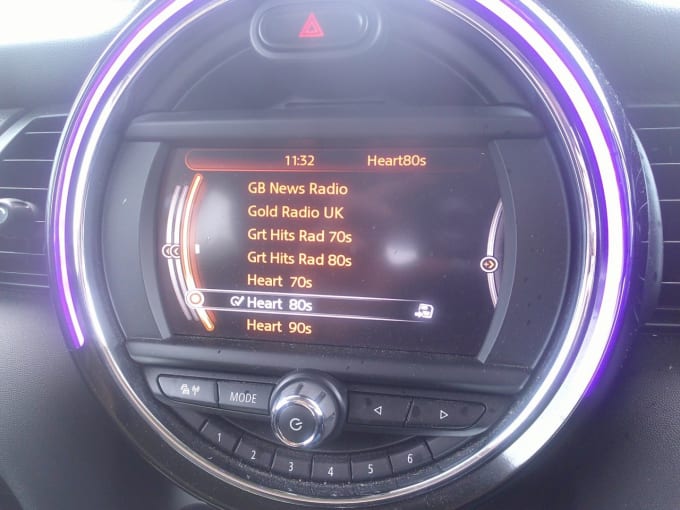 11:32 Heart80s
GB News Radio
Gold Radio UK
Grt Hits Rad 70s
Grt Hits Rad 80s
Heart 70s
Heart 80s
Heart 90s
MODE
1 2 3 4 5 6